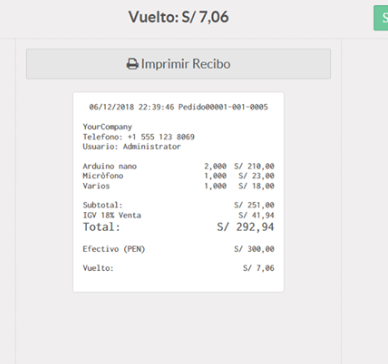 Vuelto: S/ 7,06
S
Imprimir Recibo
06/12/2018 22:39:46 Pedido00001-001-0005
YourCompany
Telefono: +1 555 123 8069
Usuario: Administrator
Arduino nano 2,000 S/ 210,00
Micrófono 1,000 S/ 23,00
Varios 1,000 S/ 18,00
Subtotal: S/ 251,00
IGV 18% Venta S/ 41,94
Total: S/ 292,94
Efectivo (PEN) S/ 300,00
Vuelto: S/ 7,06